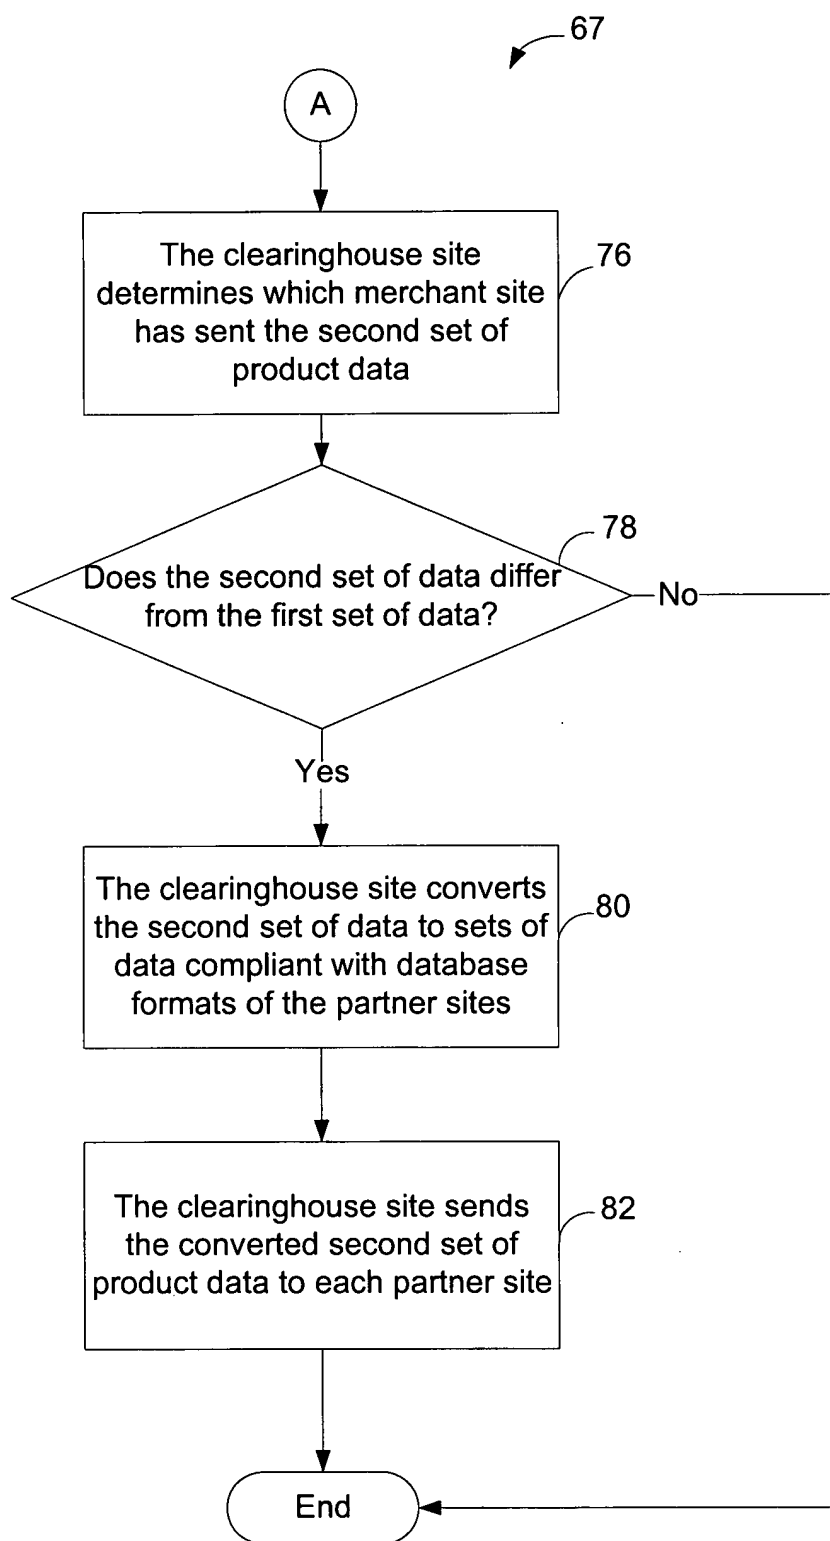 67
A
The clearinghouse site
determines which merchant site
has sent the second set of
product data
76
78
Does the second set of data differ
from the first set of data?
No
Yes
The clearinghouse site converts
the second set of data to sets of
data compliant with database
formats of the partner sites
80
The clearinghouse site sends
the converted second set of
product data to each partner site
82
End